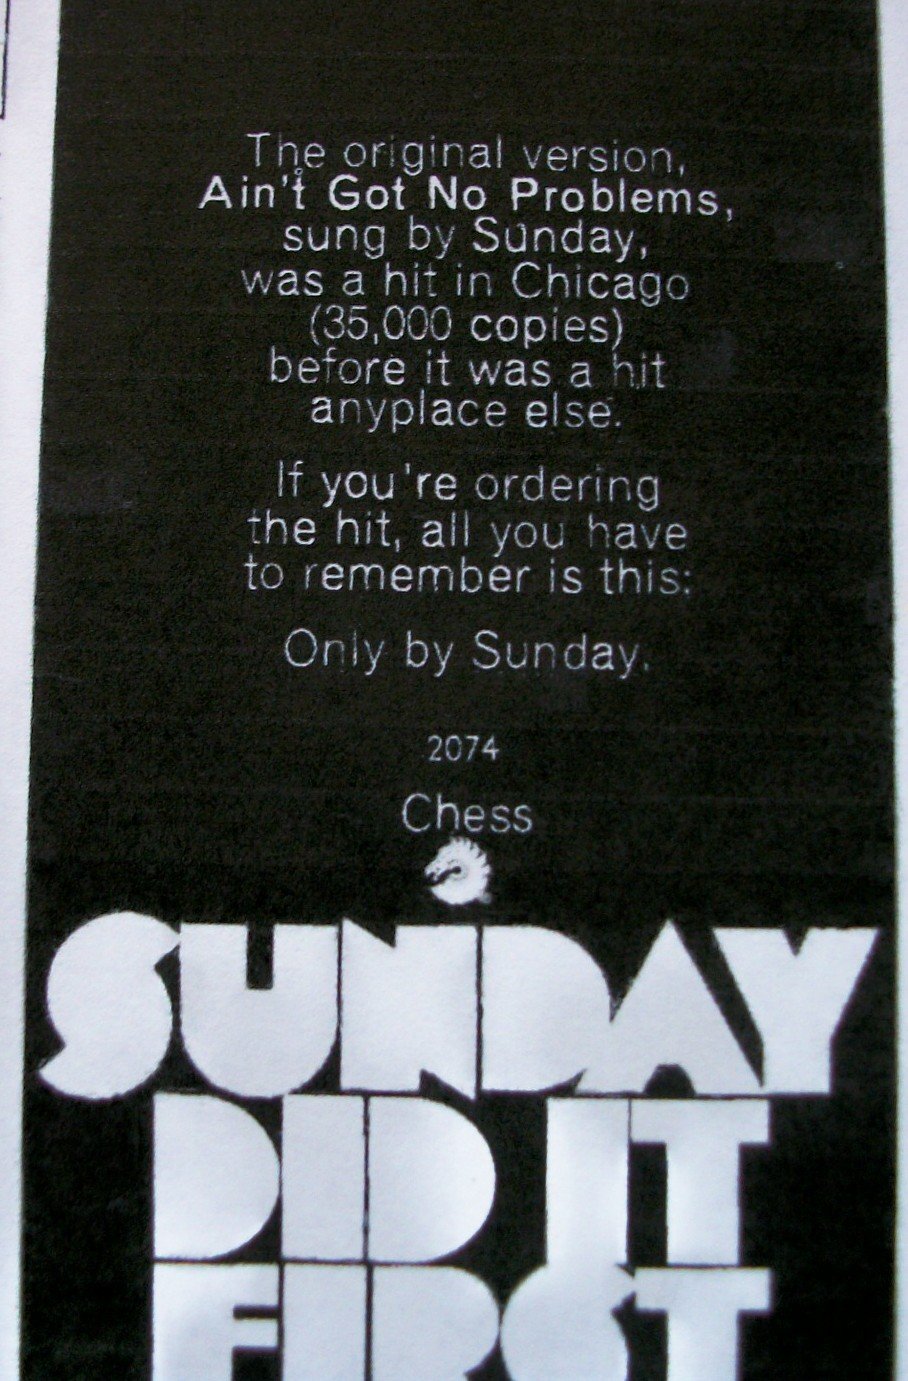 The original version,
Ain't Got No Problems,
sung by Sunday,
was a hit in Chicago
(35,000 copies)
before it was a hit
anyplace else.
If you're ordering
the hit, all you have
to remember is this:
Only by Sunday.
2074
Chess
SUNDAY
DID IT
FIRST